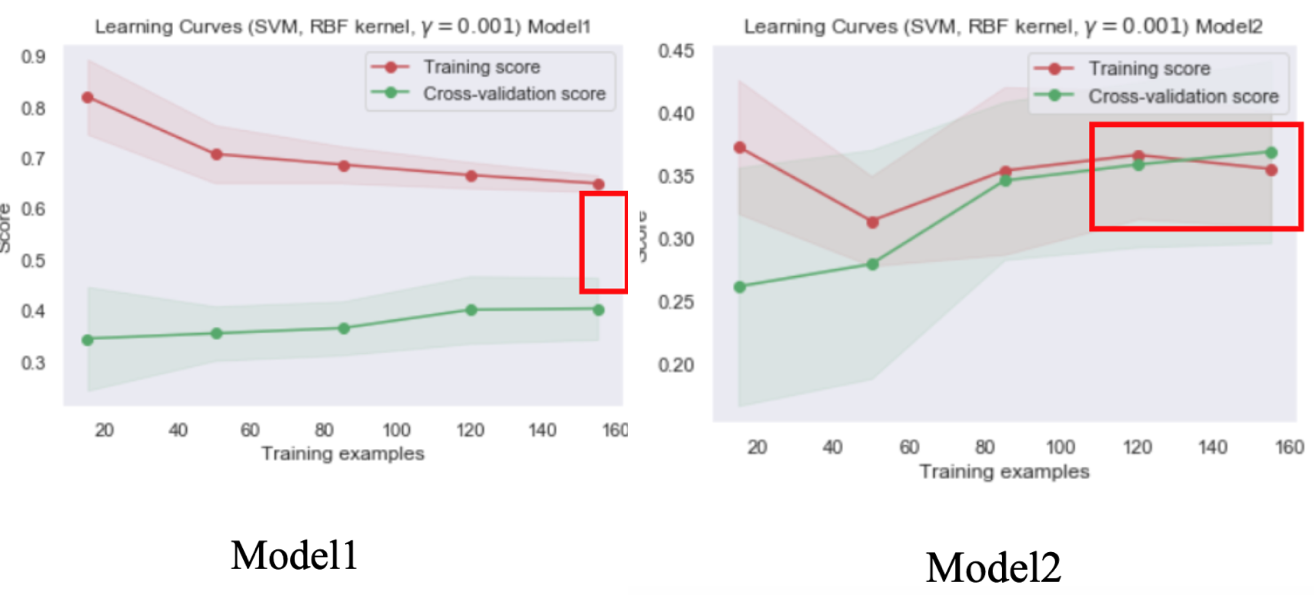 Learning Curves (SVM, RBF kernel, γ = 0.001) Model1
Training score
Cross-validation score
0.9
0.8
0.7
0.6
0.5
0.4
0.3
Score
20 40 60 80 100 120 140 160
Training examples
Model1
Learning Curves (SVM, RBF kernel, γ = 0.001) Model2
Training score
Cross-validation score
0.45
0.40
0.35
0.30
0.25
0.20
Score
20 40 60 80 100 120 140 160
Training examples
Model2